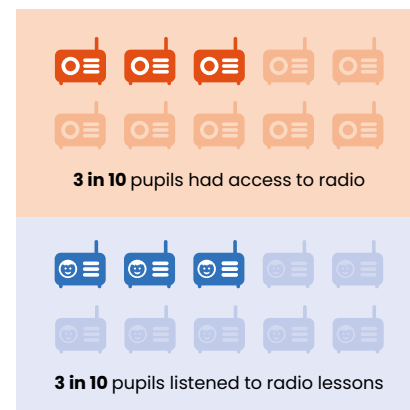 3 in 10 pupils had access to radio
3 in 10 pupils listened to radio lessons